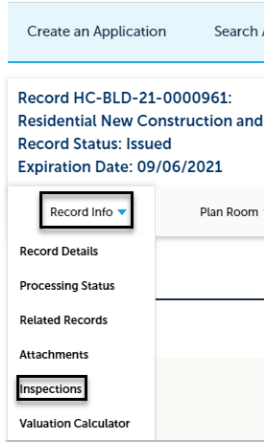 Create an Application Search
Record HC-BLD-21-0000961:
Residential New Construction and
Record Status: Issued
Expiration Date: 09/06/2021
Record Info Plan Room
Record Details
Processing Status
Related Records
Attachments
Inspections
Valuation Calculator